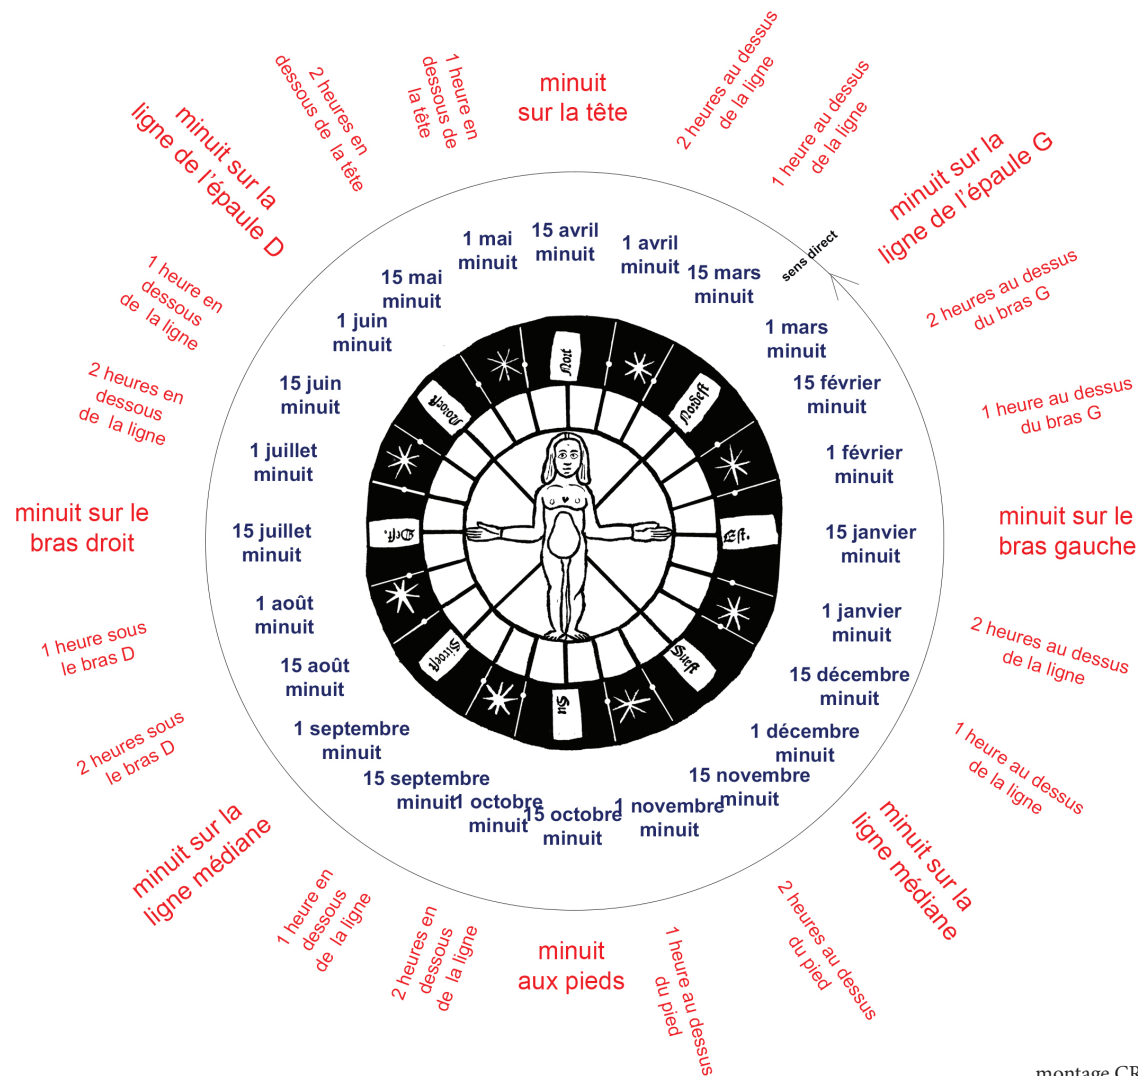 minuit
sur la tête
2 heures au dessus
de la ligne
1 heure au dessus
de la ligne
minuit sur la
ligne de l'épaule G
2 heures au dessus
du bras G
1 heure au dessus
du bras G
minuit sur le
bras gauche
2 heures au dessus
de la ligne
1 heure au dessus
de la ligne
minuit sur la
ligne médiane
2 heures au dessus
du pied
1 heure au dessus
du pied
minuit
aux pieds
2 heures en
dessous
de la ligne
1 heure en
dessous
de la ligne
minuit sur la
ligne médiane
2 heures sous
le bras D
1 heure sous
le bras D
minuit sur le
bras droit
2 heures en
dessous
de la ligne
1 heure en
dessous
de la ligne
minuit sur la
ligne de l'épaule D
2 heures en
dessous de la tête
1 heure en
dessous de
la tête
sens direct
15 avril
minuit
1 avril
minuit
15 mars
minuit
1 mars
minuit
15 février
minuit
1 février
minuit
15 janvier
minuit
1 janvier
minuit
15 décembre
minuit
1 décembre
minuit
15 novembre
minuit
1 novembre
minuit
15 octobre
minuit
1 octobre
minuit
15 septembre
minuit
1 septembre
minuit
15 août
minuit
1 août
minuit
15 juillet
minuit
1 juillet
minuit
15 juin
minuit
1 juin
minuit
15 mai
minuit
1 mai
minuit
Nort
Nordest
Est.
Suest
Su
montage CR